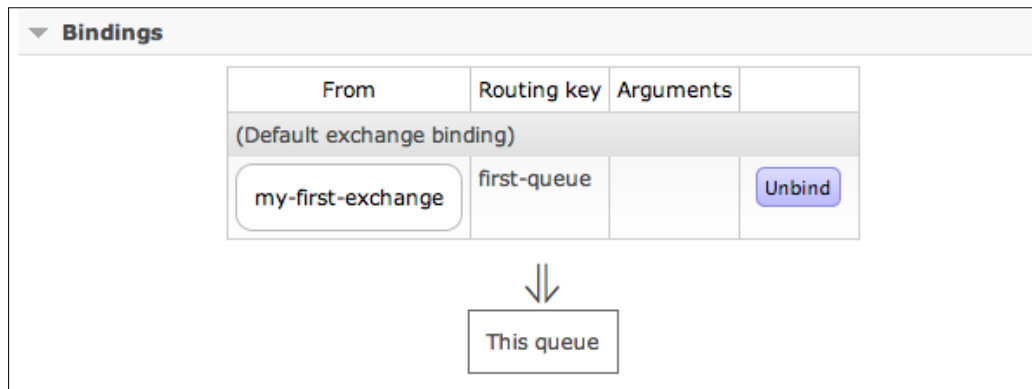 Bindings
From Routing key Arguments
(Default exchange binding)
my-first-exchange first-queue Unbind
This queue